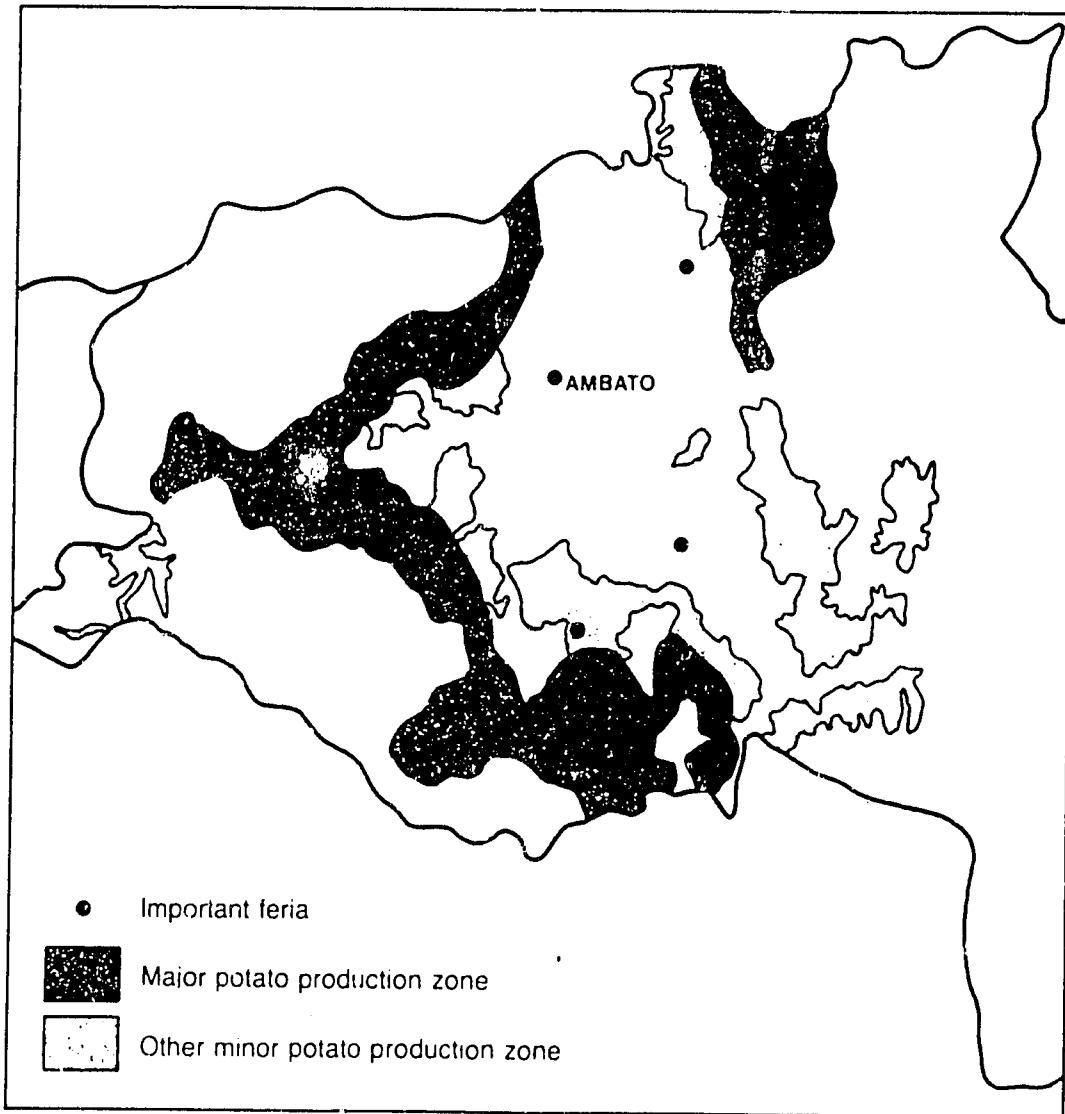 AMBATO
Important feria
Major potato production zone
Other minor potato production zone